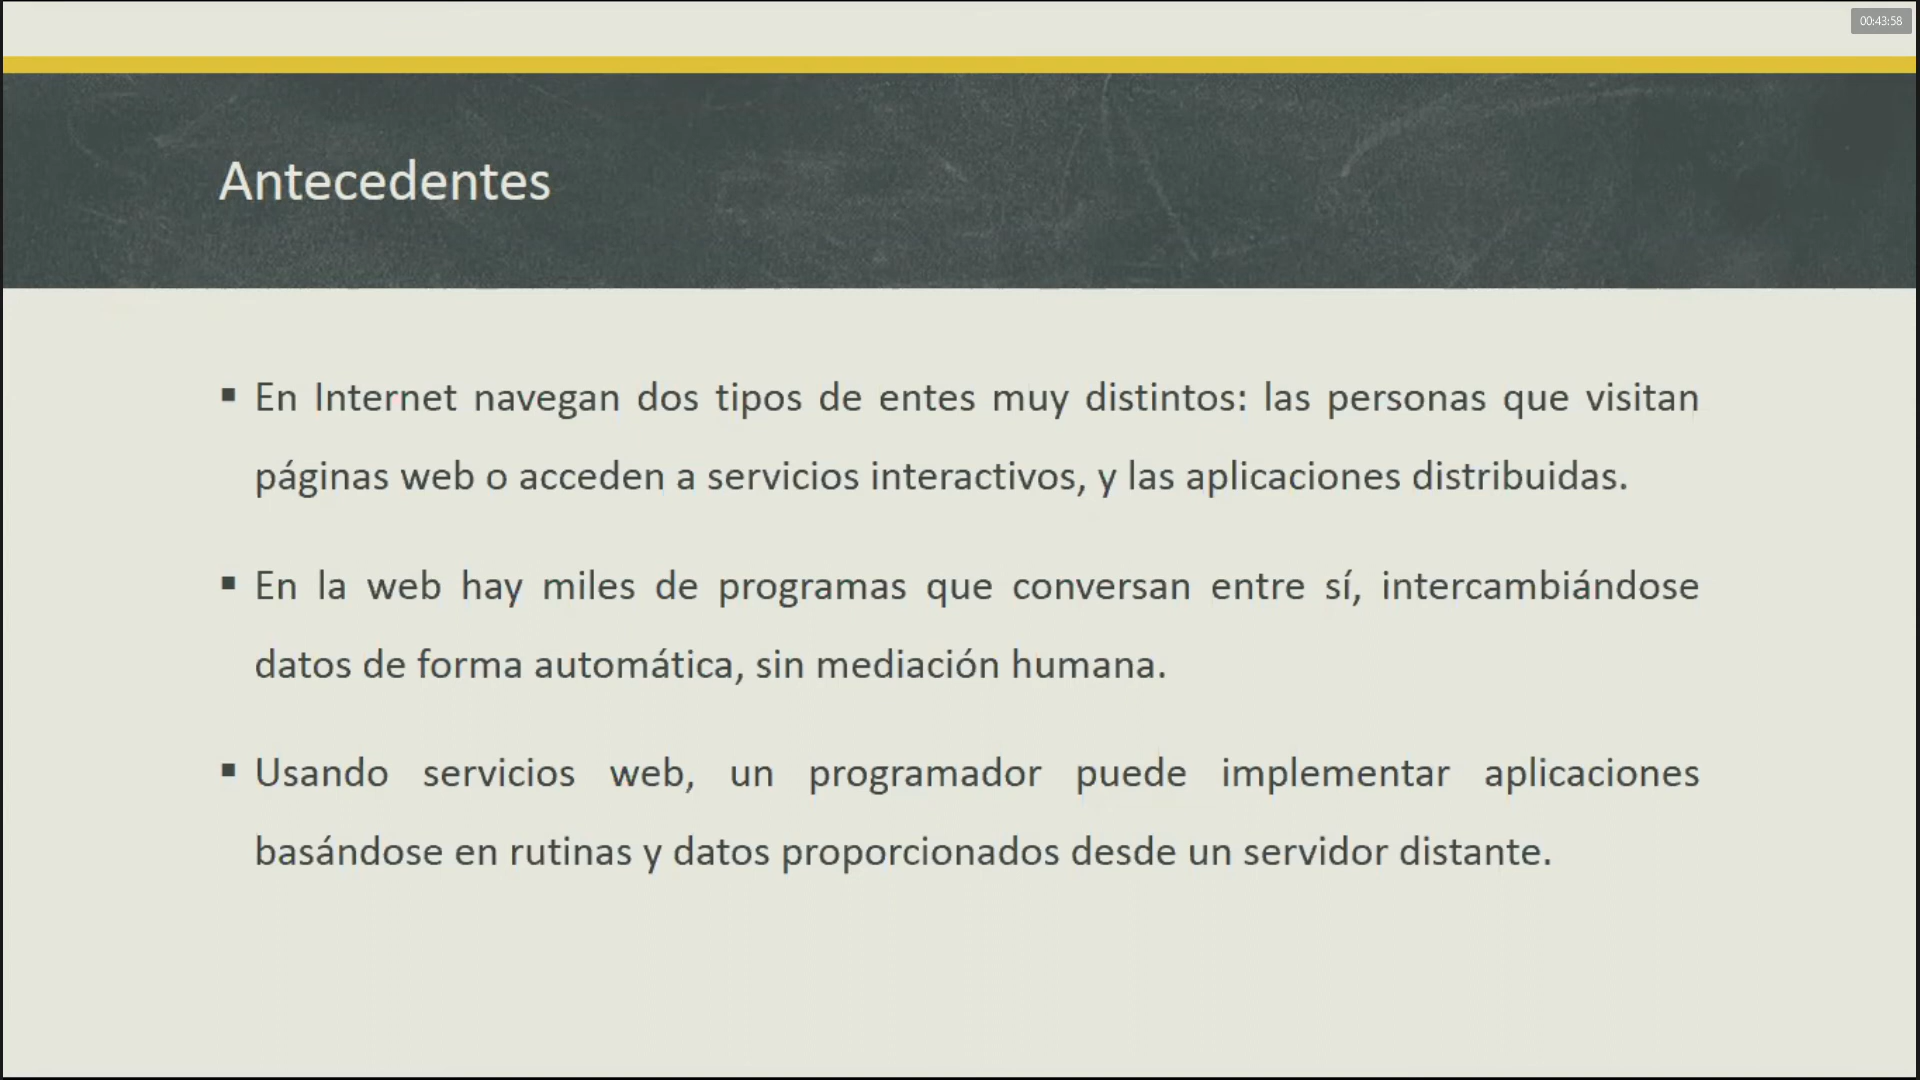 00:43:58
Antecedentes
▪ En Internet navegan dos tipos de entes muy distintos: las personas que visitan
páginas web o acceden a servicios interactivos, y las aplicaciones distribuidas.
▪ En la web hay miles de programas que conversan entre sí, intercambiándose
datos de forma automática, sin mediación humana.
▪ Usando servicios web, un programador puede implementar aplicaciones
basándose en rutinas y datos proporcionados desde un servidor distante.